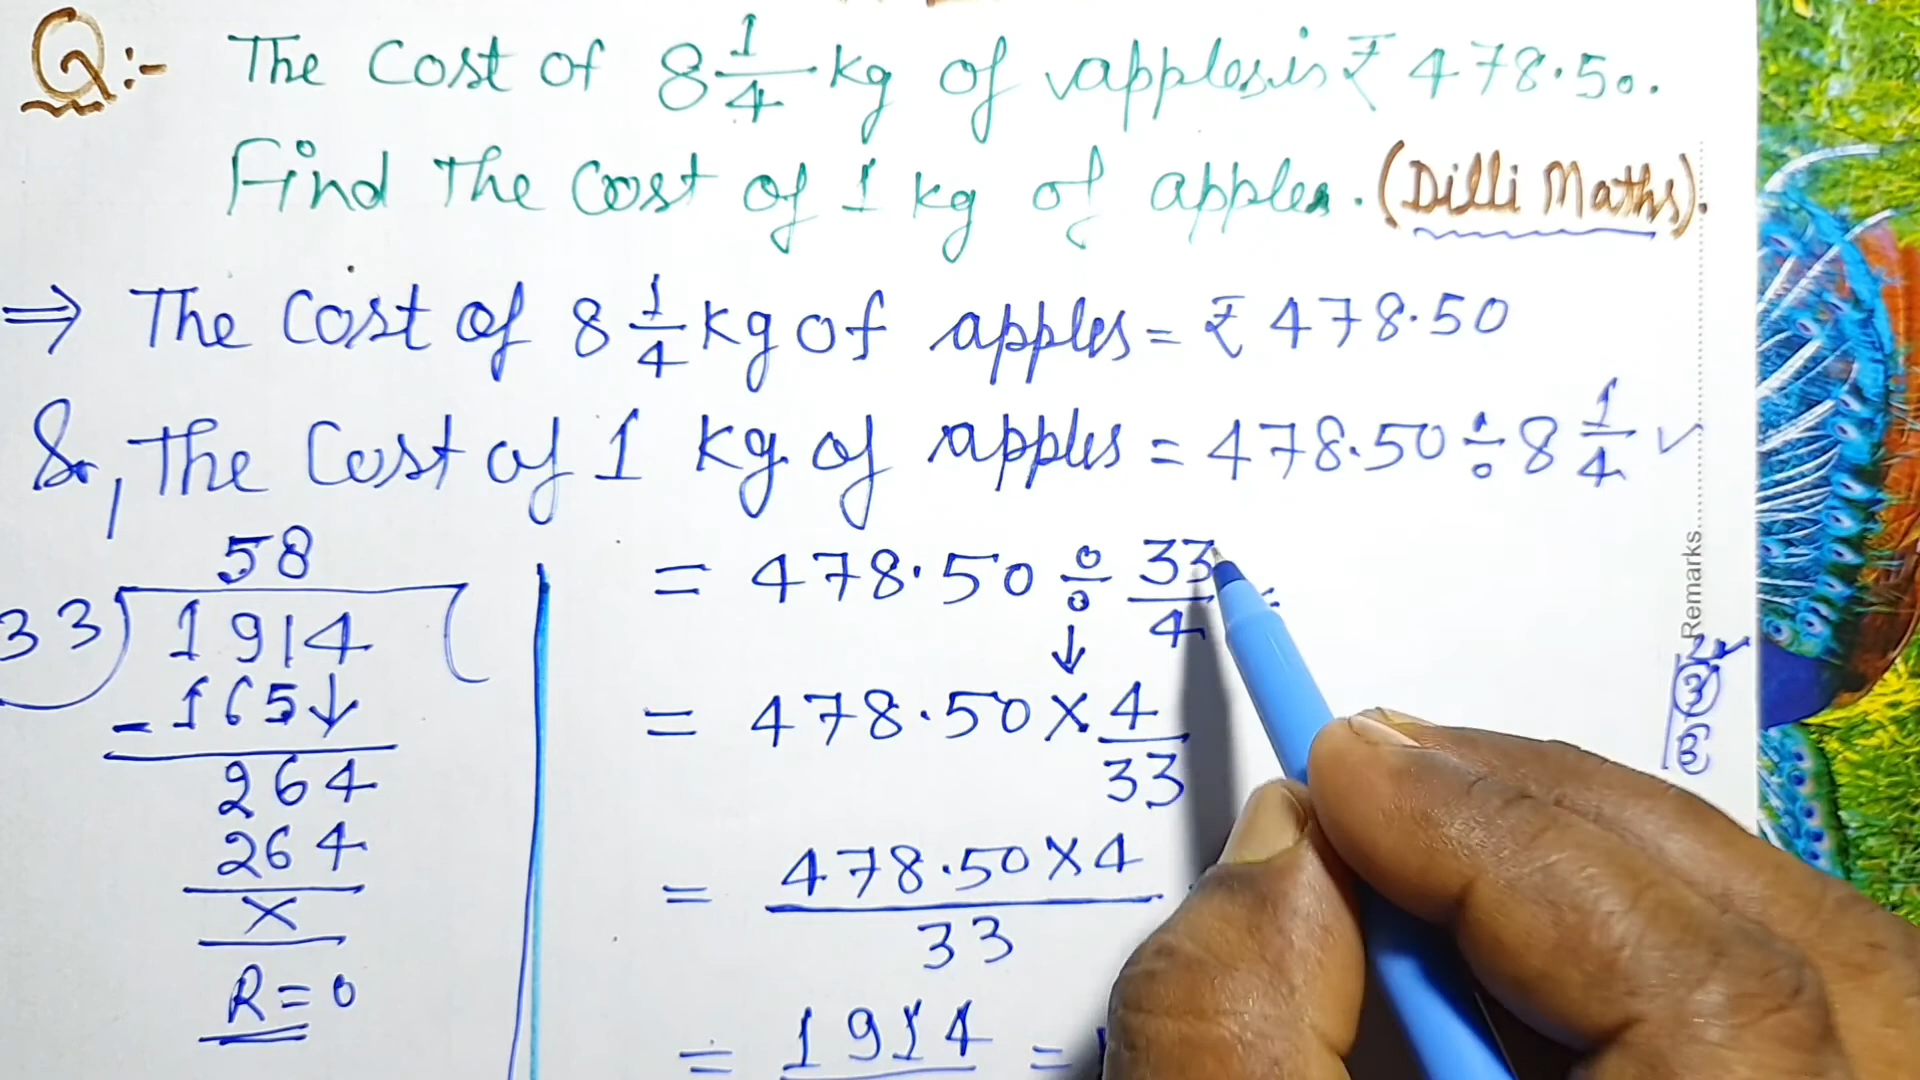 Q:- The cost of 8 1/4 kg of apples is ₹ 478.50.
Find the cost of 1 kg of apples. (Dilli Maths).
⇒ The cost of 8 1/4 kg of apples = ₹ 478.50
So, the cost of 1 kg of apples = 478.50 ÷ 8 1/4 ✓
= 478.50 ÷ 33/4
↓
= 478.50 × 4/33
= 478.50 × 4 / 33
= 1914 =
58
33 ) 1914 (
- 165↓
264
264
×
R = 0
Remarks